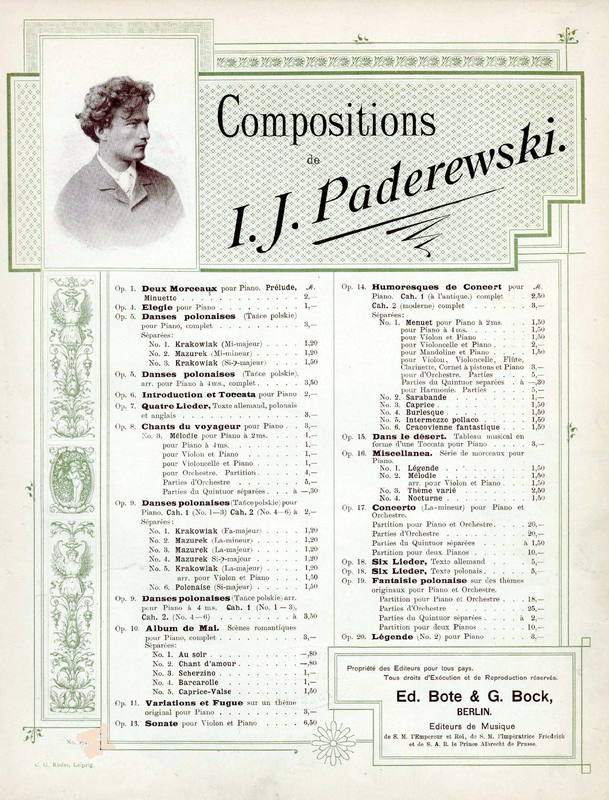 Compositions
de
I. J. Paderewski.
Op. 1. Deux Morceaux pour Piano. Prélude, M.
Minuetto . . . . . . . . . . 2,—
Op. 4. Elegie pour Piano . . . . . . . . 1,—
Op. 5. Danses polonaises (Tańce polskie)
pour Piano, complet . . . . . . . . 3,—
Séparées:
No. 1. Krakowiak (Mi-majeur) . . . . 1,20
No. 2. Mazurek (Mi-mineur) . . . . 1,20
No. 3. Krakowiak (Si-♭-majeur) . . . 1,50
Op. 5. Danses polonaises (Tańce polskie),
arr. pour Piano à 4 ms., complet . . . . 3,50
Op. 6. Introduction et Toccata pour Piano 2,—
Op. 7. Quatre Lieder, Texte allemand, polonais
et anglais . . . . . . . . . . 3,—
Op. 8. Chants du voyageur pour Piano . . 3,—
No. 3. Mélodie pour Piano à 2 ms. . . . 1,—
pour Piano à 4 ms. . . . . 1,—
pour Violon et Piano . . . . 1,—
pour Violoncelle et Piano . . . 1,—
pour Orchestre. Partition . . . 4,—
Parties d'Orchestre . . . . 5,—
Parties du Quintuor séparées . . à —,30
Op. 9. Danses polonaises (Tańce polskie) pour
Piano, Cah. 1 (No. 1—3) Cah. 2 (No. 4—6) à 2,—
Séparées:
No. 1. Krakowiak (Fa-majeur) . . . . 1,20
No. 2. Mazurek (La-mineur) . . . . 1,20
No. 3. Mazurek (La-majeur) . . . . 1,20
No. 4. Mazurek Si-♭-majeur . . . . 1,20
No. 5. Krakowiak (La-majeur) . . . . 1,20
arr. pour Violon et Piano . . . 1,50
No. 6. Polonaise (Si-majeur) . . . . 1,50
Op. 9. Danses polonaises (Tańce polskie) arr.
pour Piano à 4 ms. Cah. 1 (No. 1—3),
Cah. 2. (No. 4—6) . . . . . . à 3,50
Op. 10. Album de Mai. Scènes romantiques
pour Piano, complet . . . . . . . 3,—
Séparées:
No. 1. Au soir . . . . . . . . —,80
No. 2. Chant d'amour . . . . . . —,80
No. 3. Scherzino . . . . . . . 1,—
No. 4. Barcarolle . . . . . . . 1,—
No. 5. Caprice-Valse . . . . . . 1,50
Op. 11. Variations et Fugue sur un thème
original pour Piano . . . . . . . 3,—
Op. 13. Sonate pour Violon et Piano . . . . 6,50
Op. 14. Humoresques de Concert pour M.
Piano. Cah. 1 (à l'antique.) complet . . 2,50
Cah. 2 (moderne) complet . . . . . 3,—
Séparées:
No. 1. Menuet pour Piano à 2 ms. . . . 1,50
pour Piano à 4 ms. . . . . 1,50
pour Violon et Piano . . . . 1,50
pour Violoncelle et Piano . . . 2,—
pour Mandoline et Piano . . . 1,50
pour Violon, Violoncelle, Flûte,
Clarinette, Cornet à pistons et Piano 3,—
pour d'Orchestre. Parties . . . 5,—
Parties du Quintuor separées . à —,30
pour Harmonie. Parties . . . 5,—
No. 2. Sarabande . . . . . . . 1,—
No. 3. Caprice . . . . . . . . 1,50
No. 4. Burlesque . . . . . . . 1,50
No. 5. Intermezzo pollaco . . . . . 1,50
No. 6. Cracovienne fantastique . . . 1,50
Op. 15. Dans le désert. Tableau musical en
forme d'une Toccata pour Piano . . . 3,—
Op. 16. Miscellanea. Série de morceaux pour
Piano.
No. 1. Légende . . . . . . . . 1,50
No. 2. Mélodie . . . . . . . . 1,50
arr. pour Violon et Piano . . . 1,50
No. 3. Thème varié . . . . . . . 2,50
No. 4. Nocturne . . . . . . . 1,50
Op. 17. Concerto (La-mineur) pour Piano et
Orchestre.
Partition pour Piano et Orchestre . . . 20,—
Parties d'Orchestre . . . . . . . 20,—
Parties du Quintuor séparées . . . à 1,50
Partition pour deux Pianos . . . . 10,—
Op. 18. Six Lieder, Texte allemand . . . 5,—
Op. 18. Six Lieder, Texte polonais . . . 5,—
Op. 19. Fantaisie polonaise sur des thèmes
originaux pour Piano et Orchestre.
Partition pour Piano et Orchestre . . . 18,—
Parties d'Orchestre . . . . . . . 25,—
Parties du Quintuor séparées . . . à 2,—
Partition pour deux Pianos . . . . 10,—
Op. 20. Légende (No. 2) pour Piano . . . . 3,—
Propriété des Editeurs pour tous pays.
Tous droits d'Exécution et de Reproduction réservés.
Ed. Bote & G. Bock,
BERLIN.
Editeurs de Musique
de S. M. l'Empereur et Roi, de S. M. l'Impératrice Friedrich
et de S. A. R. le Prince Albrecht de Prusse.
No.
C. G. Röder, Leipzig.